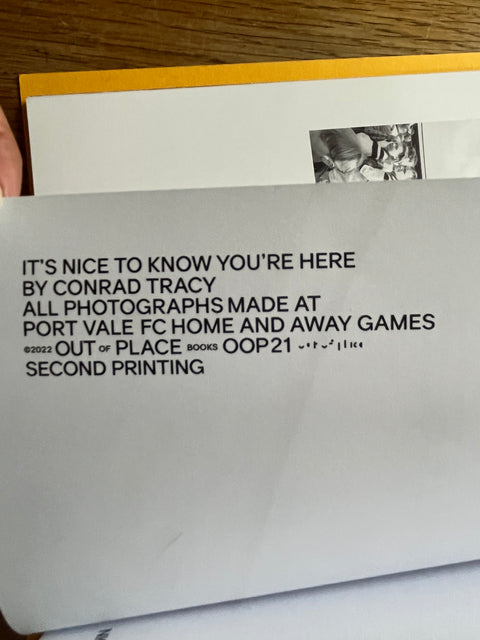 IT'S NICE TO KNOW YOU'RE HERE
BY CONRAD TRACY
ALL PHOTOGRAPHS MADE AT
PORT VALE FC HOME AND AWAY GAMES
©2022 OUT OF PLACE BOOKS OOP21
SECOND PRINTING